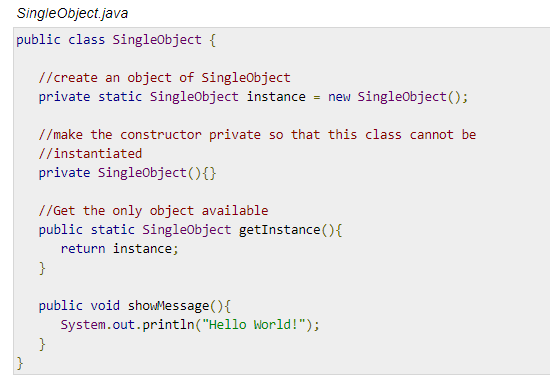 SingleObject.java
public class SingleObject {
//create an object of SingleObject
private static SingleObject instance = new SingleObject();
//make the constructor private so that this class cannot be
//instantiated
private SingleObject(){}
//Get the only object available
public static SingleObject getInstance(){
return instance;
}
public void showMessage(){
System.out.println("Hello World!");
}
}